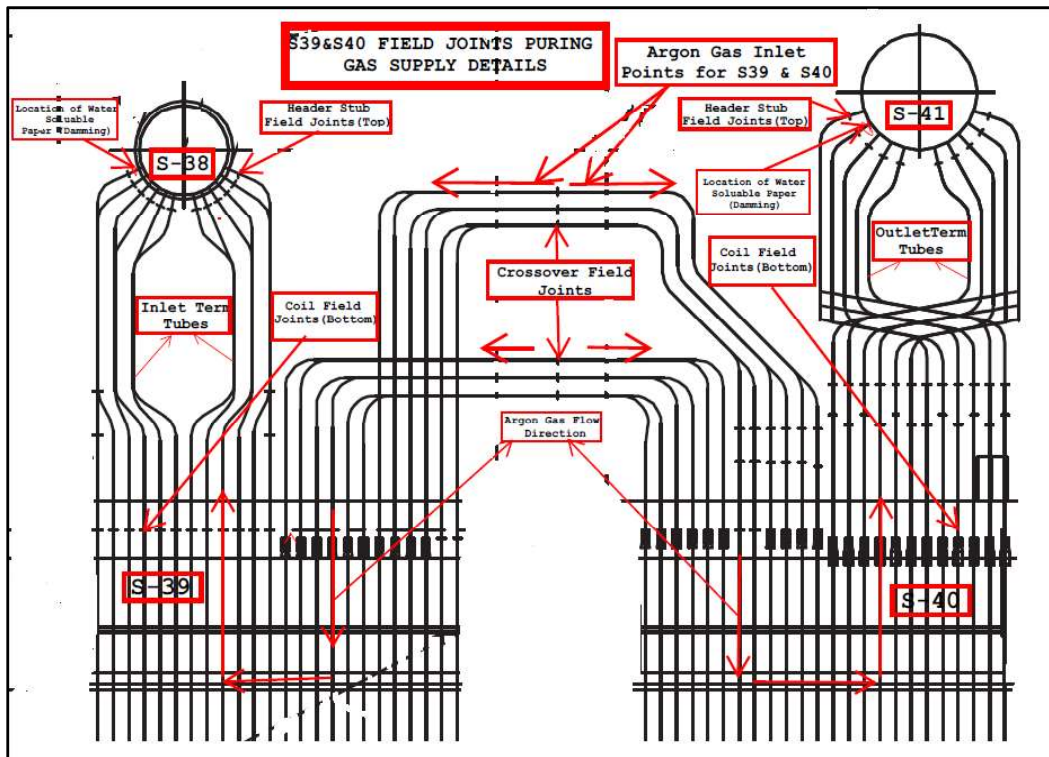 S39&S40 FIELD JOINTS PURING
GAS SUPPLY DETAILS
Argon Gas Inlet
Points for S39 & S40
Location of Water
Soluable
Paper (Damming)
Header Stub
Field Joints(Top)
S-38
Header Stub
Field Joints(Top)
S-41
Location of Water
Soluable Paper
(Damming)
Inlet Term
Tubes
Coil Field
Joints(Bottom)
Crossover Field
Joints
Coil Field
Joints(Bottom)
OutletTerm
Tubes
Argon Gas Flow
Direction
S-39
S-40